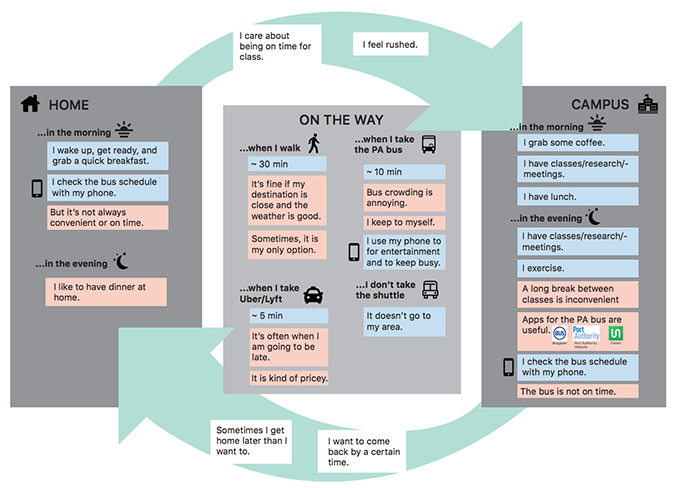 I care about
being on time for
class.
I feel rushed.
HOME
...in the morning
I wake up, get ready, and
grab a quick breakfast.
I check the bus schedule
with my phone.
But it's not always
convenient or on time.
...in the evening
I like to have dinner at
home.
ON THE WAY
...when I walk
~ 30 min
It's fine if my
destination is
close and the
weather is good.
Sometimes, it is
my only option.
...when I take
the PA bus
~ 10 min
Bus crowding is
annoying.
I keep to myself.
I use my phone to
for entertainment
and to keep busy.
...when I take
Uber/Lyft
~ 5 min
It's often when I
am going to be
late.
It is kind of pricey.
...I don't take
the shuttle
It doesn't go to
my area.
CAMPUS
...in the morning
I grab some coffee.
I have classes/research/-
meetings.
I have lunch.
...in the evening
I have classes/research/-
meetings.
I exercise.
A long break between
classes is inconvenient
Apps for the PA bus are
useful.
BUS
Port
Authority
Busgazer
Port Authority
Website
Transit
I check the bus schedule
with my phone.
The bus is not on time.
Sometimes I get
home later than I
want to.
I want to come
back by a certain
time.